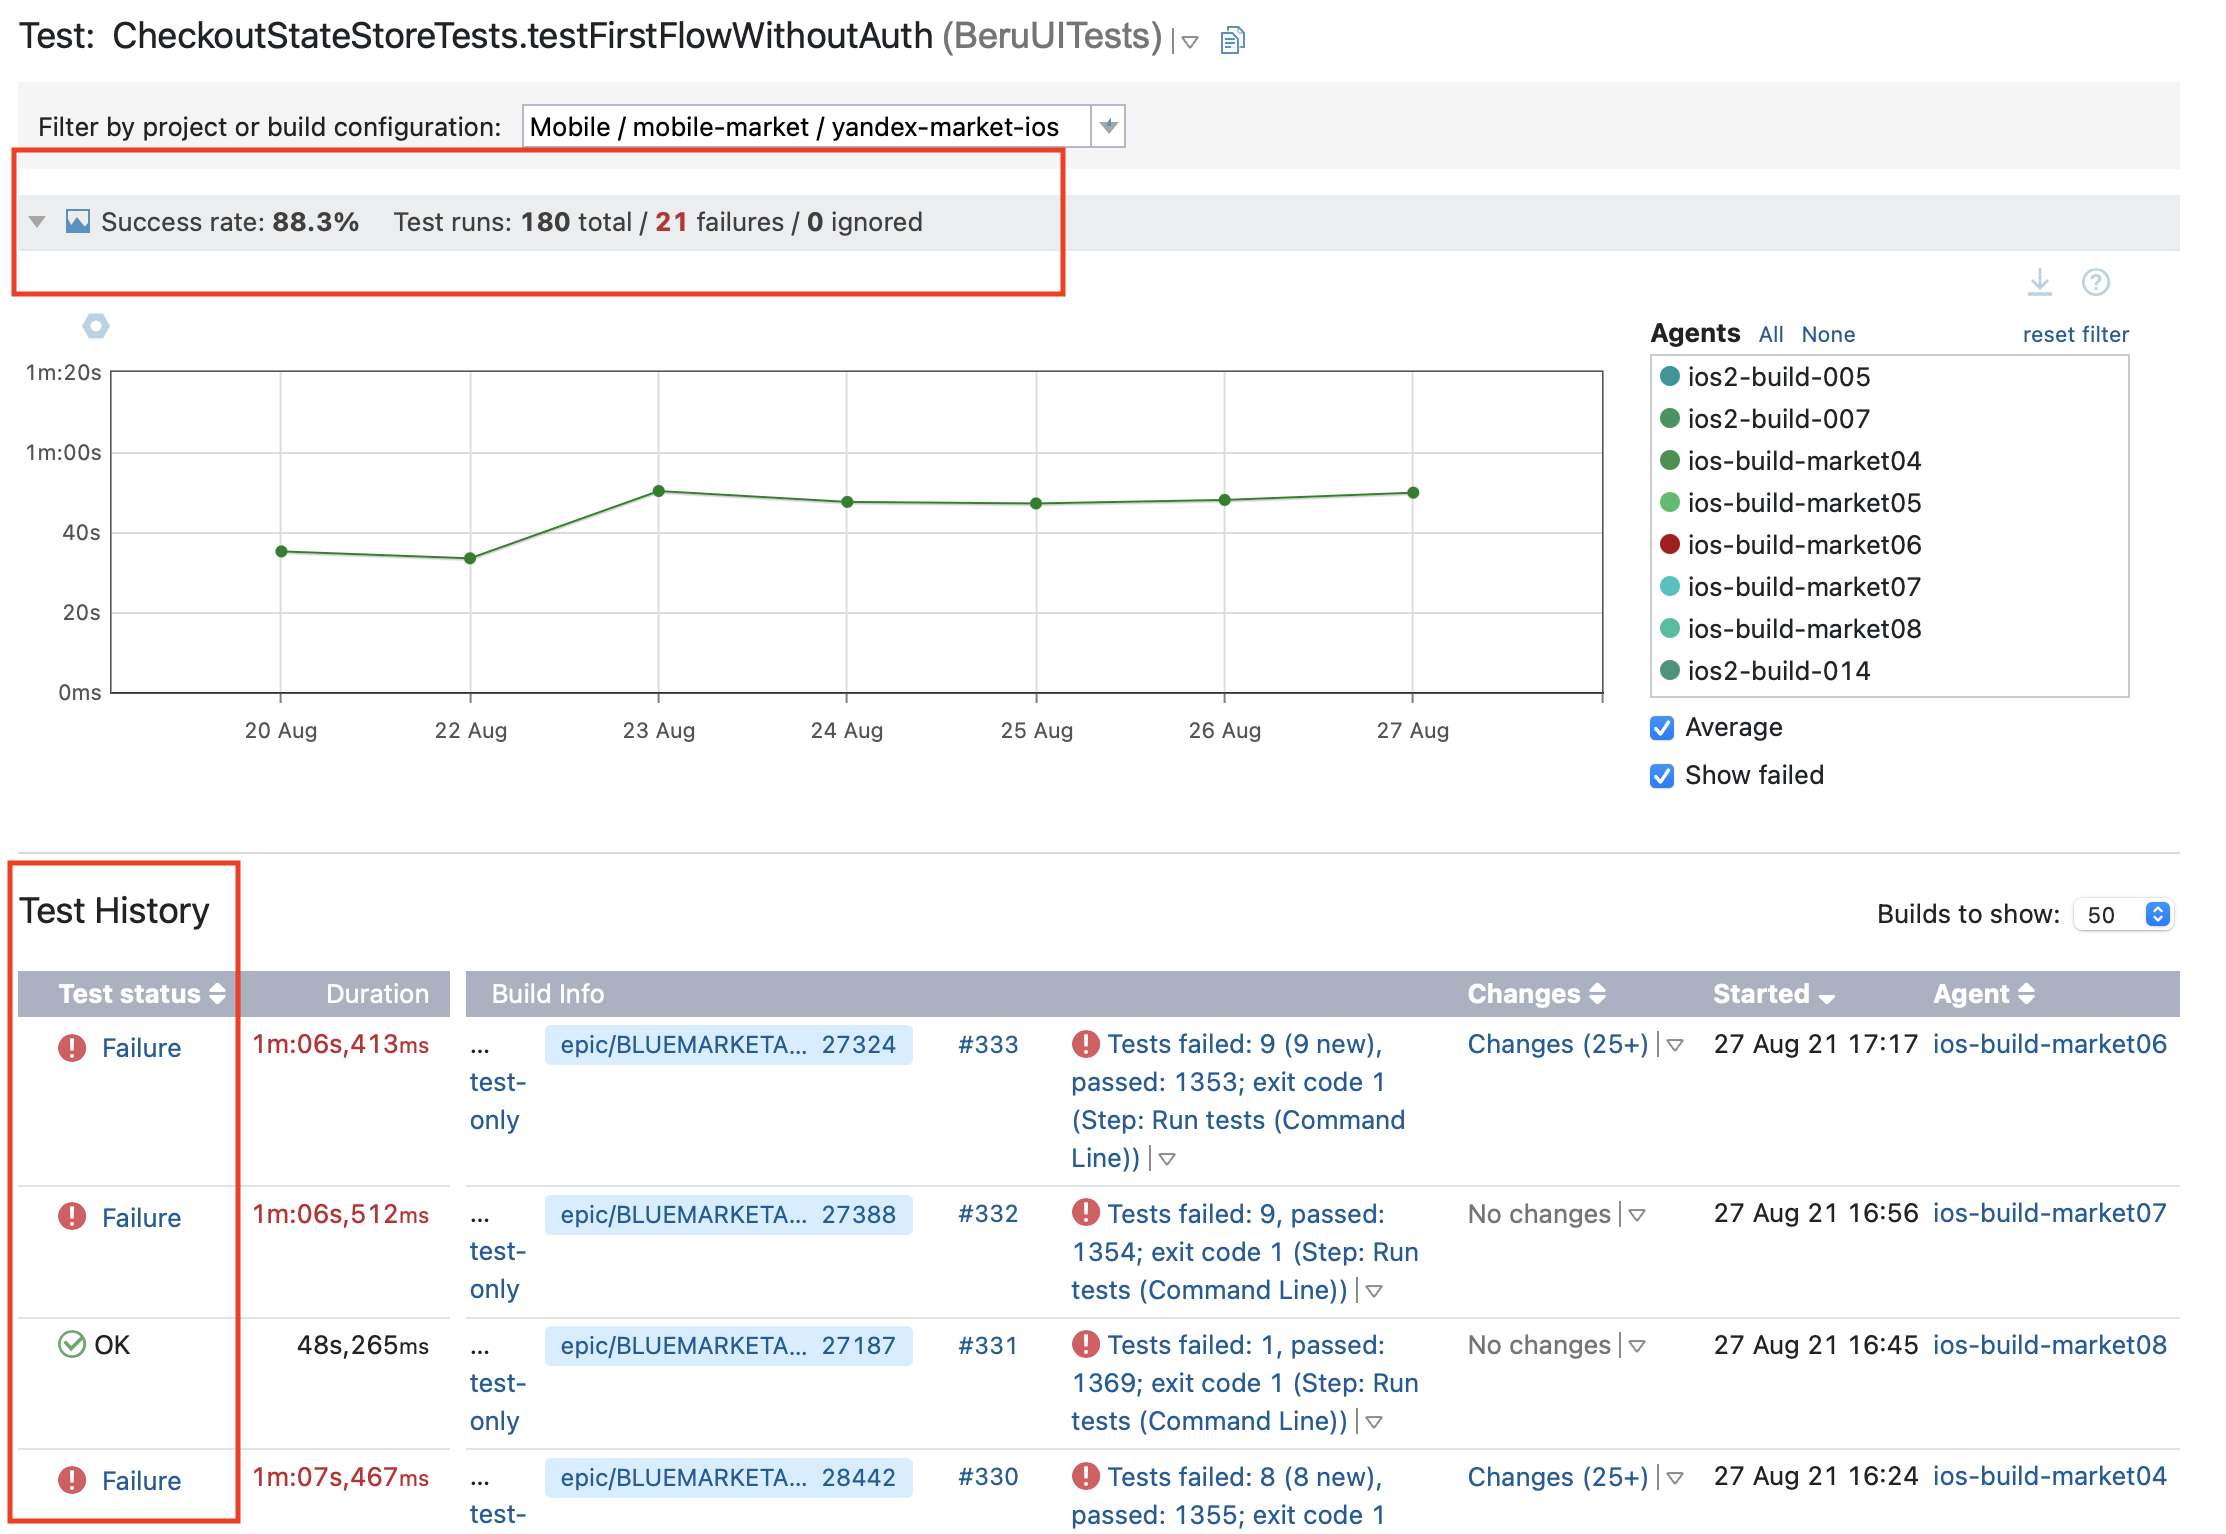 Test: CheckoutStateStoreTests.testFirstFlowWithoutAuth (BeruUITests)
Filter by project or build configuration: Mobile / mobile-market / yandex-market-ios
Success rate: 88.3% Test runs: 180 total / 21 failures / 0 ignored
Agents All None reset filter
ios2-build-005
ios2-build-007
ios-build-market04
ios-build-market05
ios-build-market06
ios-build-market07
ios-build-market08
ios2-build-014
Average
Show failed
1m:20s
1m:00s
40s
20s
0ms
20 Aug 22 Aug 23 Aug 24 Aug 25 Aug 26 Aug 27 Aug
Test History
Builds to show: 50
Test status Duration Build Info Changes Started Agent
Failure 1m:06s,413ms ... epic/BLUEMARKETA... 27324 #333 Tests failed: 9 (9 new), Changes (25+) 27 Aug 21 17:17 ios-build-market06
test- passed: 1353; exit code 1
only (Step: Run tests (Command
Line))
Failure 1m:06s,512ms ... epic/BLUEMARKETA... 27388 #332 Tests failed: 9, passed: No changes 27 Aug 21 16:56 ios-build-market07
test- 1354; exit code 1 (Step: Run
only tests (Command Line))
OK 48s,265ms ... epic/BLUEMARKETA... 27187 #331 Tests failed: 1, passed: No changes 27 Aug 21 16:45 ios-build-market08
test- 1369; exit code 1 (Step: Run
only tests (Command Line))
Failure 1m:07s,467ms ... epic/BLUEMARKETA... 28442 #330 Tests failed: 8 (8 new), Changes (25+) 27 Aug 21 16:24 ios-build-market04
test- passed: 1355; exit code 1